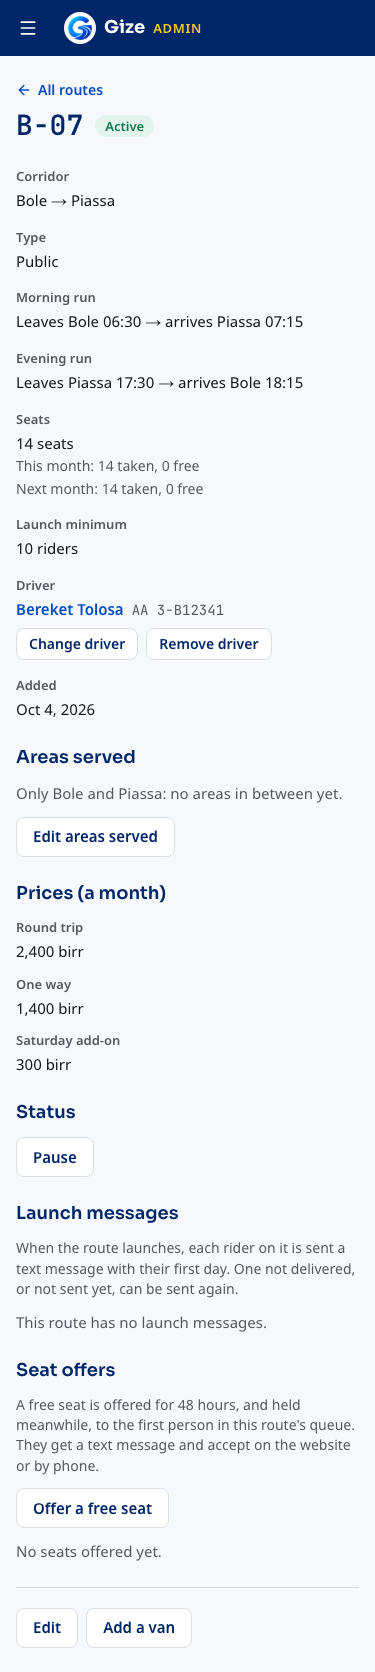 Gize ADMIN
← All routes
B-07 Active
Corridor
Bole → Piassa
Type
Public
Morning run
Leaves Bole 06:30 → arrives Piassa 07:15
Evening run
Leaves Piassa 17:30 → arrives Bole 18:15
Seats
14 seats
This month: 14 taken, 0 free
Next month: 14 taken, 0 free
Launch minimum
10 riders
Driver
Bereket Tolosa AA 3-B12341
Change driver Remove driver
Added
Oct 4, 2026
Areas served
Only Bole and Piassa: no areas in between yet.
Edit areas served
Prices (a month)
Round trip
2,400 birr
One way
1,400 birr
Saturday add-on
300 birr
Status
Pause
Launch messages
When the route launches, each rider on it is sent a
text message with their first day. One not delivered,
or not sent yet, can be sent again.
This route has no launch messages.
Seat offers
A free seat is offered for 48 hours, and held
meanwhile, to the first person in this route's queue.
They get a text message and accept on the website
or by phone.
Offer a free seat
No seats offered yet.
Edit Add a van